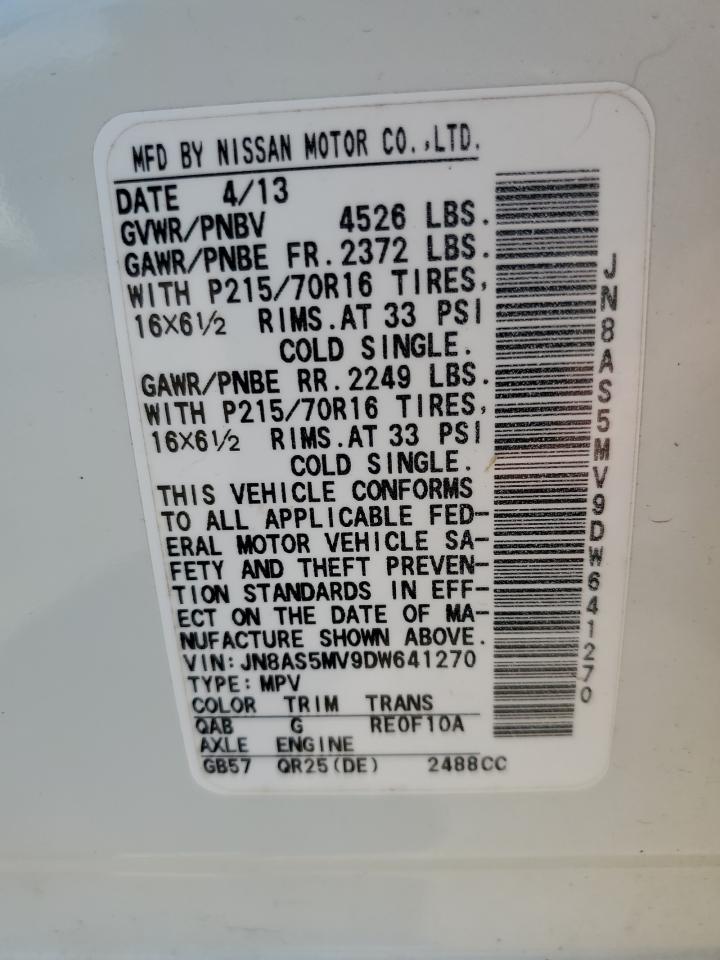 MFD BY NISSAN MOTOR CO.,LTD.
DATE 4/13
GVWR/PNBV 4526 LBS.
GAWR/PNBE FR.2372 LBS.
WITH P215/70R16 TIRES,
16X6½ RIMS.AT 33 PSI
COLD SINGLE.
GAWR/PNBE RR.2249 LBS.
WITH P215/70R16 TIRES,
16X6½ RIMS.AT 33 PSI
COLD SINGLE.
THIS VEHICLE CONFORMS
TO ALL APPLICABLE FED-
ERAL MOTOR VEHICLE SA-
FETY AND THEFT PREVEN-
TION STANDARDS IN EFF-
ECT ON THE DATE OF MA-
NUFACTURE SHOWN ABOVE.
VIN:JN8AS5MV9DW641270
TYPE:MPV
COLOR TRIM TRANS
QAB G RE0F10A
AXLE ENGINE
GB57 QR25(DE) 2488CC
JN8AS5MV9DW641270